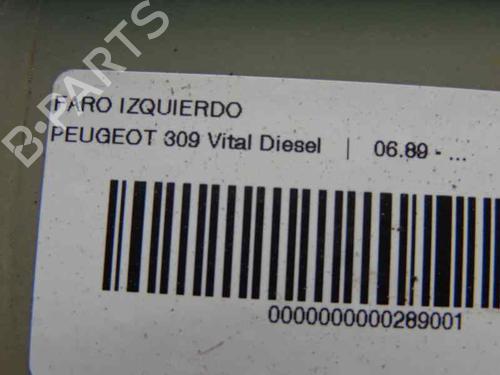 B-PARTS
FARO IZQUIERDO
PEUGEOT 309 Vital Diesel | 06.89 - ...
0000000000289001